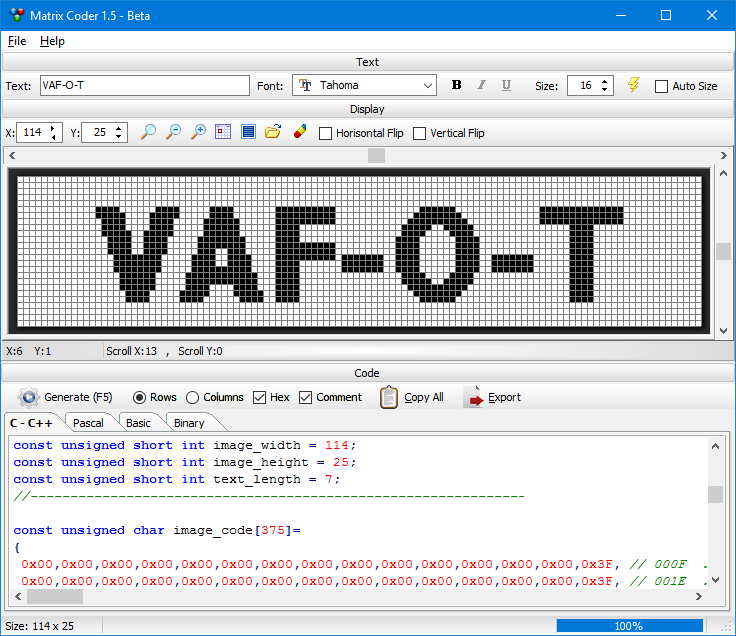 Matrix Coder 1.5 - Beta
File Help
Text
Text: VAF-O-T Font: Tahoma B I U Size: 16 Auto Size
Display
X: 114 Y: 25 Horisontal Flip Vertical Flip
VAF-O-T
X:6 Y:1 Scroll X:13 , Scroll Y:0
Code
Generate (F5) Rows Columns Hex Comment Copy All Export
C - C++ Pascal Basic Binary
const unsigned short int image_width = 114;
const unsigned short int image_height = 25;
const unsigned short int text_length = 7;
//--------------------------------------------------------------
const unsigned char image_code[375]=
{
0x00,0x00,0x00,0x00,0x00,0x00,0x00,0x00,0x00,0x00,0x00,0x00,0x00,0x00,0x3F, // 000F .
0x00,0x00,0x00,0x00,0x00,0x00,0x00,0x00,0x00,0x00,0x00,0x00,0x00,0x00,0x3F, // 001E .
Size: 114 x 25 100%